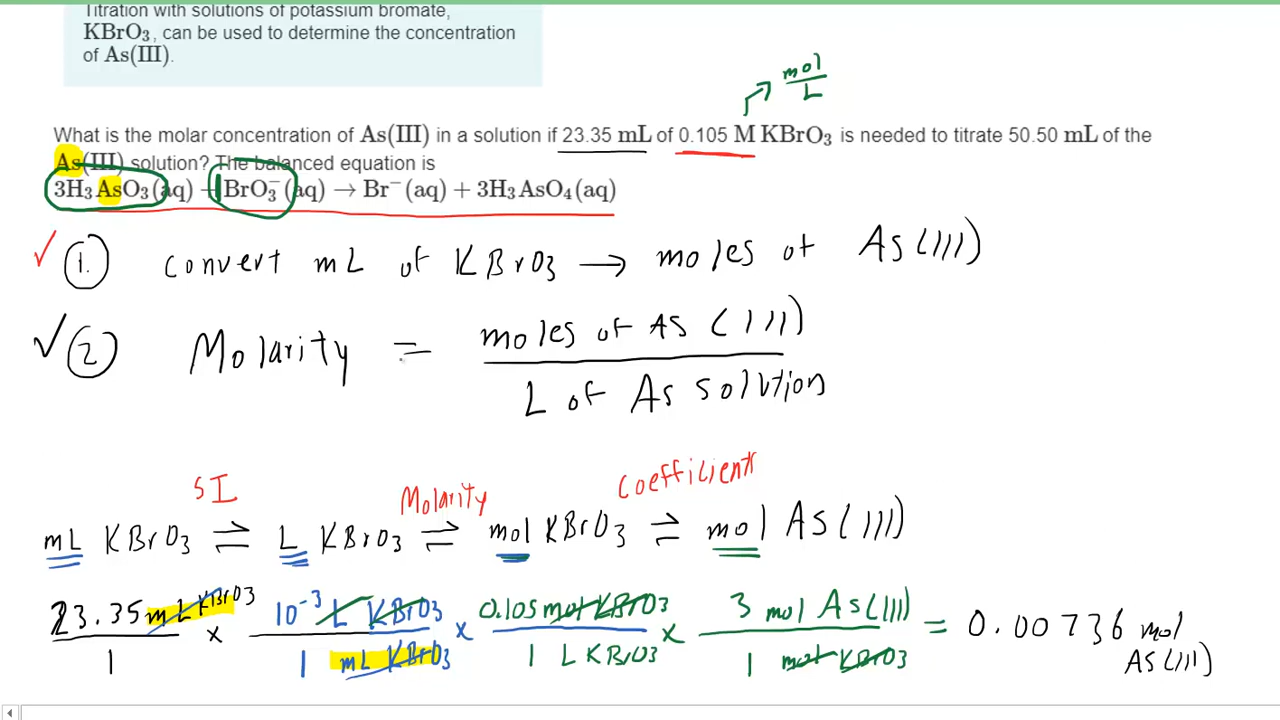 Titration with solutions of potassium bromate,
KBrO₃, can be used to determine the concentration
of As(III).
mol
L
What is the molar concentration of As(III) in a solution if 23.35 mL of 0.105 M KBrO₃ is needed to titrate 50.50 mL of the
As(III) solution? The balanced equation is
3H₃AsO₃(aq) + BrO₃⁻(aq) → Br⁻(aq) + 3H₃AsO₄(aq)
1. Convert mL of KBrO₃ → moles of As(III)
2 Molarity = moles of As (III)
L of As solution
SI Molarity Coefficients
mL KBrO₃ ⇌ L KBrO₃ ⇌ mol KBrO₃ ⇌ mol As(III)
23.35 mL KBrO₃ × 10⁻³ L KBrO₃ × 0.105 mol KBrO₃ × 3 mol As(III) = 0.00736 mol
1 1 mL KBrO₃ 1 L KBrO₃ 1 mol KBrO₃ As(III)